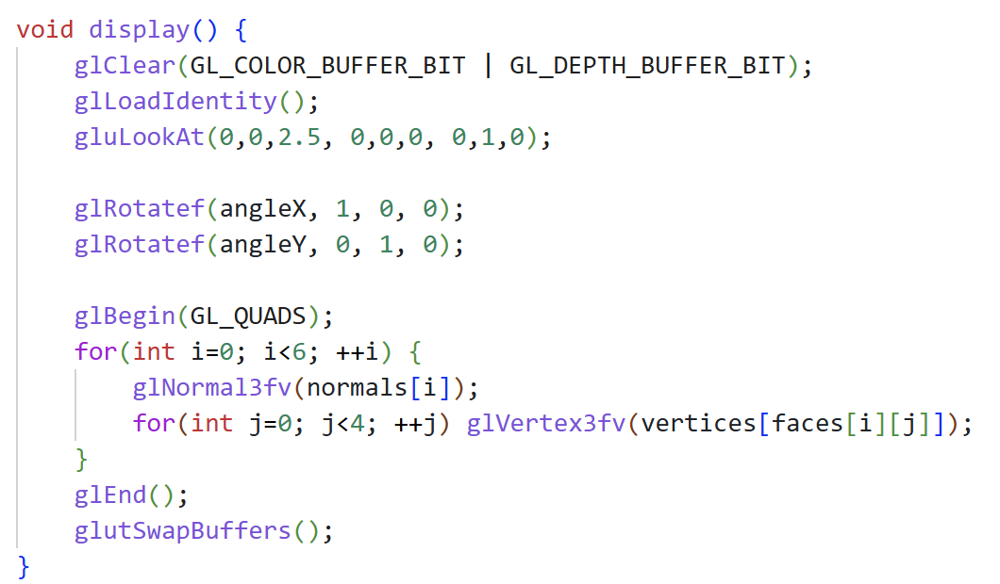 void display() {
    glClear(GL_COLOR_BUFFER_BIT | GL_DEPTH_BUFFER_BIT);
    glLoadIdentity();
    gluLookAt(0,0,2.5, 0,0,0, 0,1,0);

    glRotatef(angleX, 1, 0, 0);
    glRotatef(angleY, 0, 1, 0);

    glBegin(GL_QUADS);
    for(int i=0; i<6; ++i) {
        glNormal3fv(normals[i]);
        for(int j=0; j<4; ++j) glVertex3fv(vertices[faces[i][j]]);
    }
    glEnd();
    glutSwapBuffers();
}